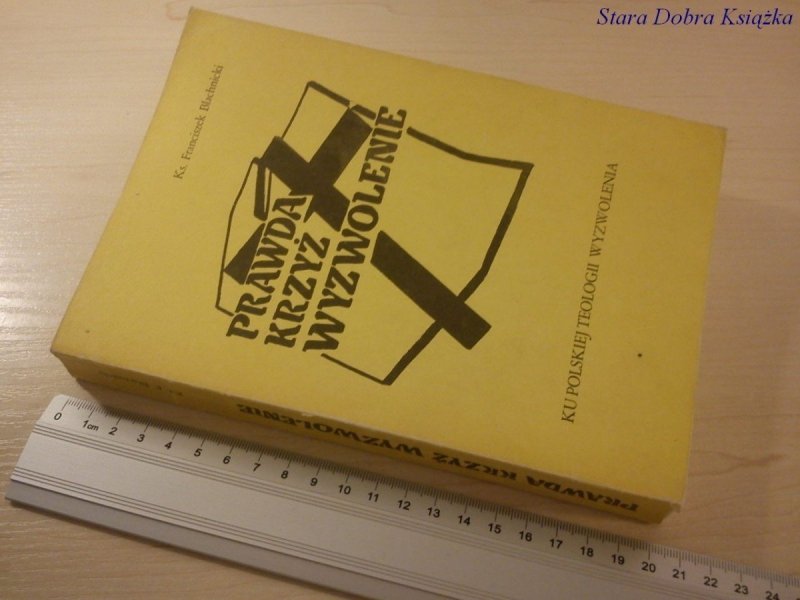 Stara Dobra Książka
Ks. Franciszek Blachnicki
PRAWDA
KRZYŻ
WYZWOLENIE
KU POLSKIEJ TEOLOGII WYZWOLENIA
PRAWDA KRZYŻ WYZWOLENIE
0 1cm 2 3 4 5 6 7 8 9 10 11 12 13 14 15 16 17 18 19 20 21 22 23 24